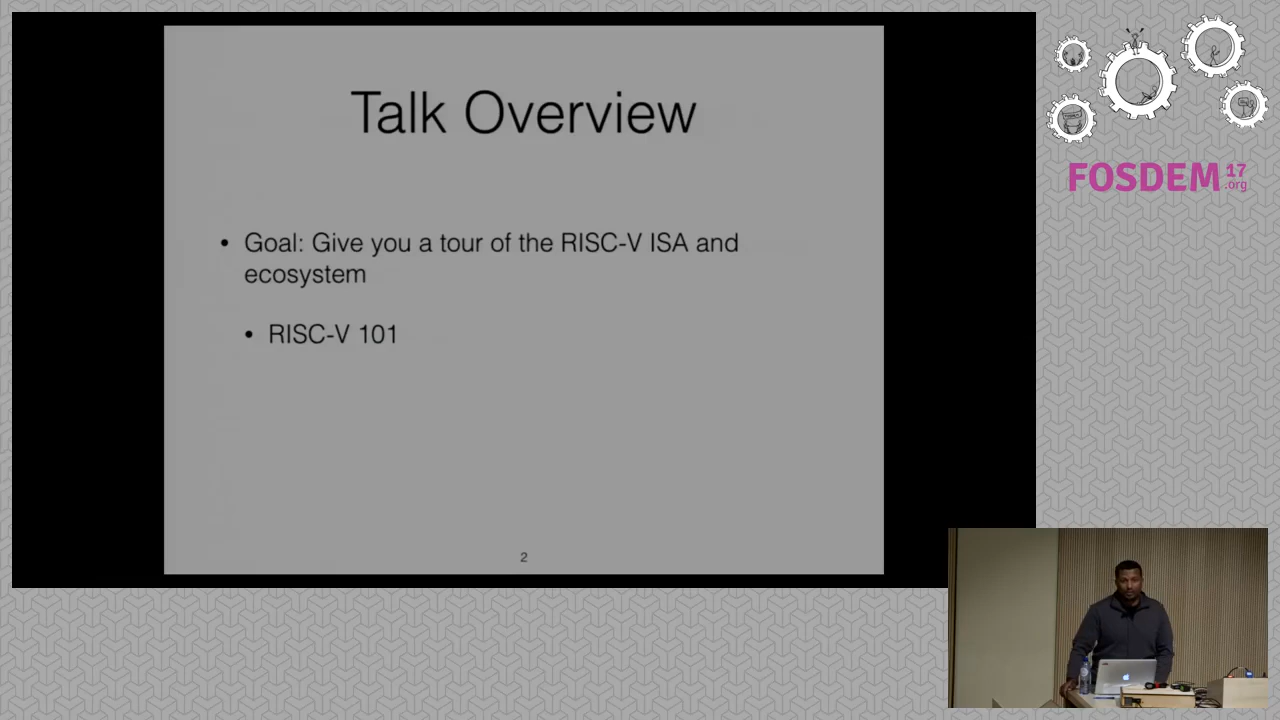 Talk Overview
• Goal: Give you a tour of the RISC-V ISA and
ecosystem
• RISC-V 101
2
FOSDEM 17
.org